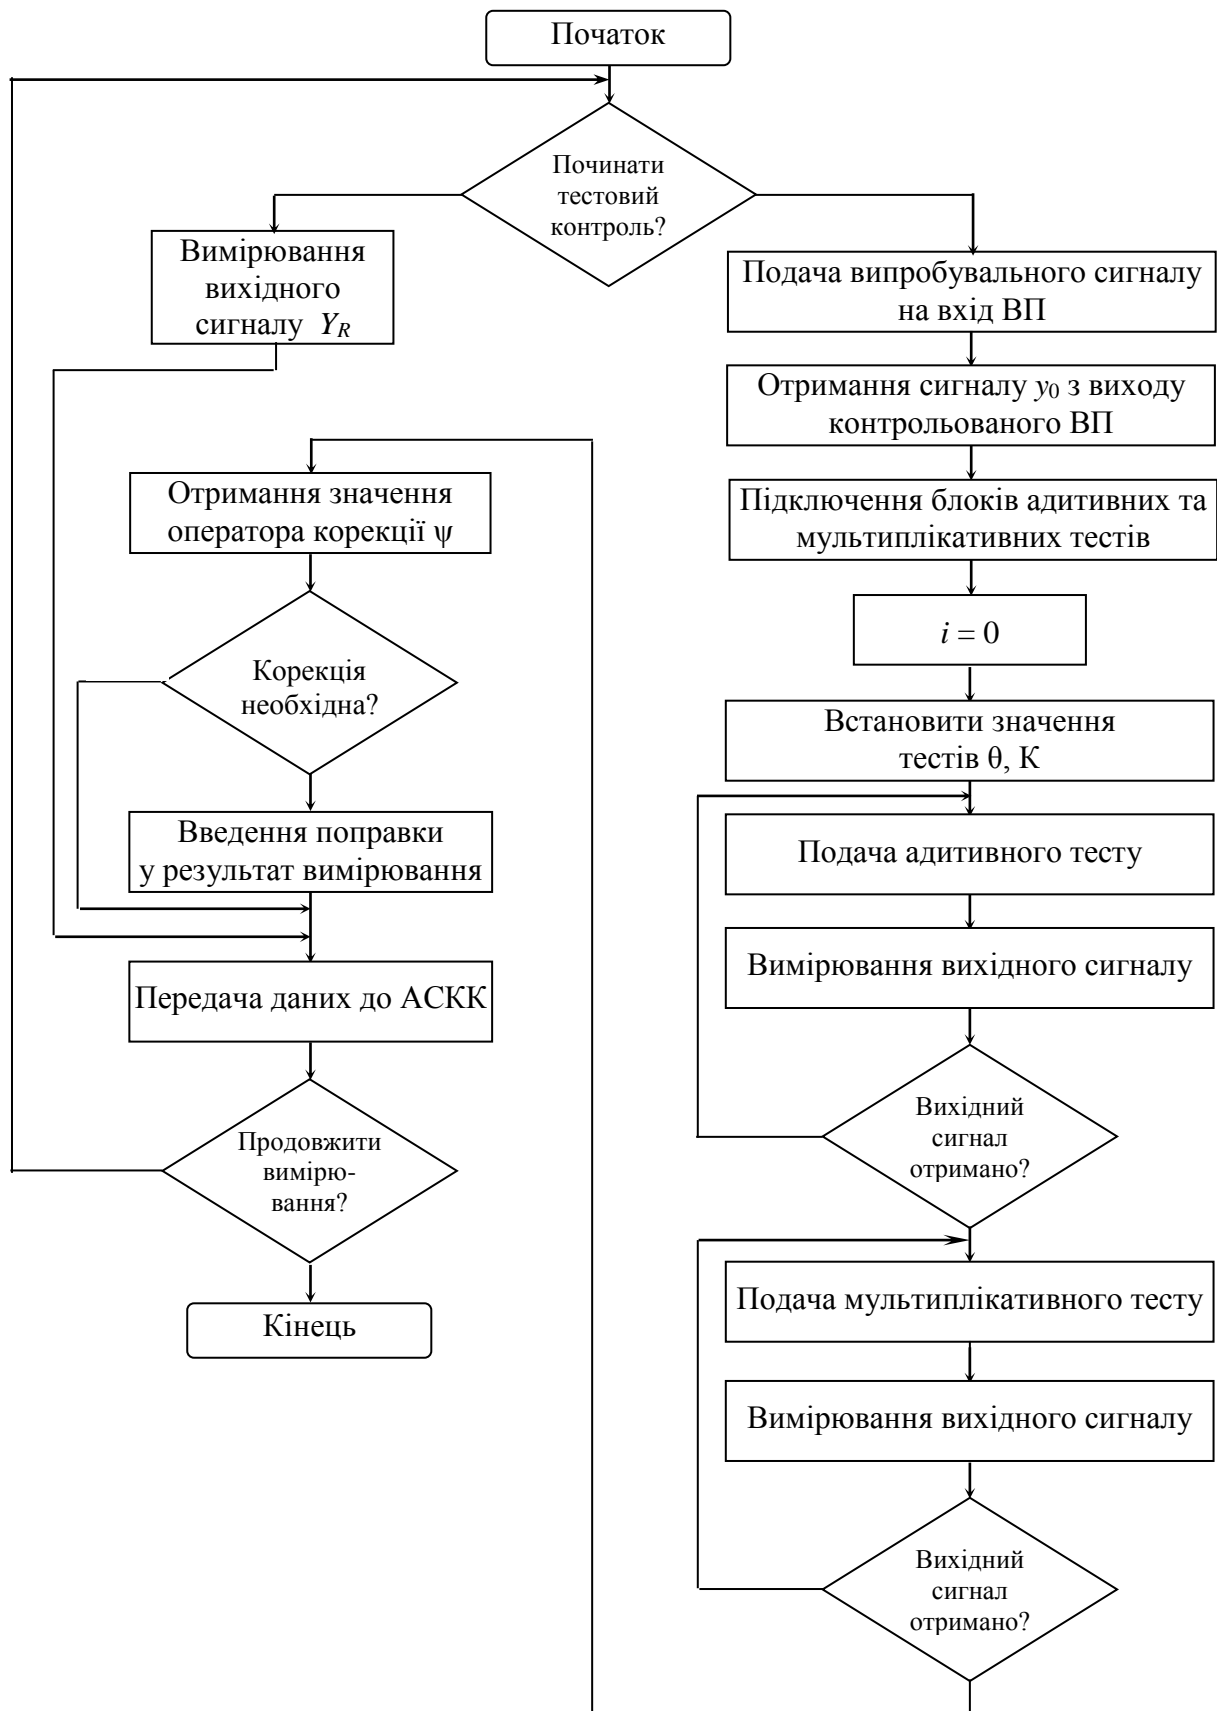 Початок
Починати
тестовий
контроль?
Вимірювання
вихідного
сигналу Y_R
Подача випробувального сигналу
на вхід ВП
Отримання сигналу y₀ з виходу
контрольованого ВП
Підключення блоків адитивних та
мультиплікативних тестів
i = 0
Встановити значення
тестів θ, К
Подача адитивного тесту
Вимірювання вихідного сигналу
Вихідний
сигнал
отримано?
Подача мультиплікативного тесту
Вимірювання вихідного сигналу
Вихідний
сигнал
отримано?
Отримання значення
оператора корекції ψ
Корекція
необхідна?
Введення поправки
у результат вимірювання
Передача даних до АСКК
Продовжити
вимірю-
вання?
Кінець